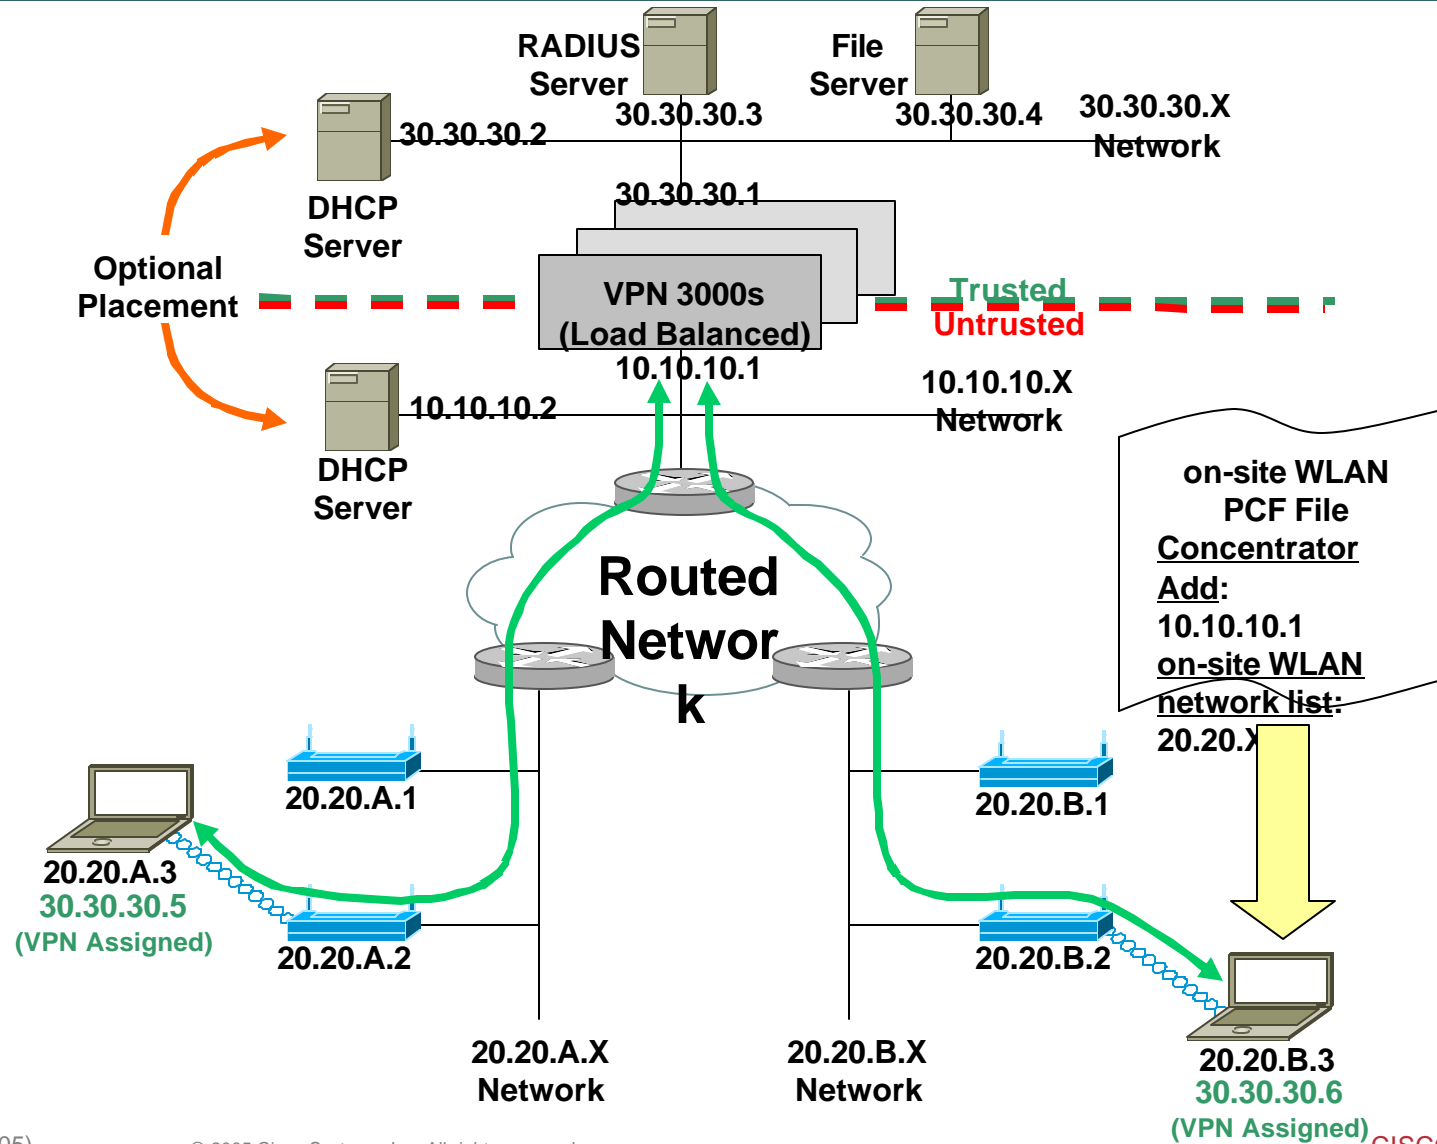 RADIUS
Server
File
Server
30.30.30.3
30.30.30.4
30.30.30.X
Network
30.30.30.2
DHCP
Server
30.30.30.1
Optional
Placement
VPN 3000s
(Load Balanced)
Trusted
Untrusted
10.10.10.1
10.10.10.X
Network
10.10.10.2
DHCP
Server
on-site WLAN
PCF File
Concentrator
Add:
10.10.10.1
on-site WLAN
network list:
20.20.X
Routed
Networ
k
20.20.A.1
20.20.B.1
20.20.A.3
30.30.30.5
(VPN Assigned)
20.20.A.2
20.20.B.2
20.20.A.X
Network
20.20.B.X
Network
20.20.B.3
30.30.30.6
(VPN Assigned)